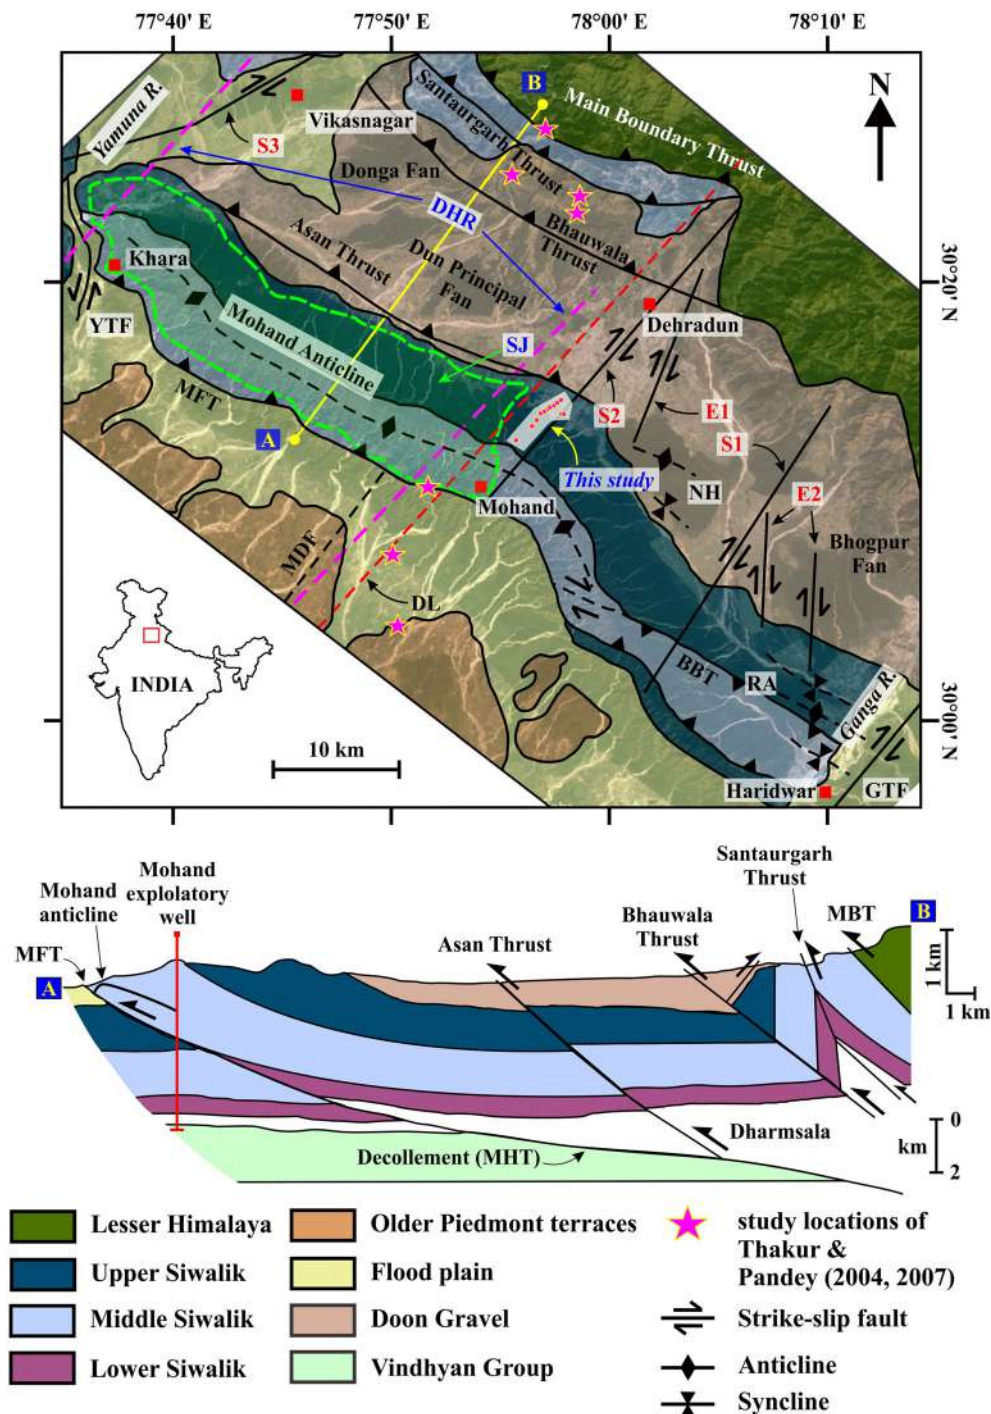 77°40' E
77°50' E
78°00' E
78°10' E
30°20' N
30°00' N
N
B
Yamuna R.
S3
Vikasnagar
Santaurgarh Thrust
Main Boundary Thrust
Donga Fan
DHR
Bhauwala
Thrust
Asan Thrust
Dun Principal
Fan
Khara
YTF
Mohand Anticline
SJ
Dehradun
MFT
S2
E1
S1
A
This study
NH
E2
Mohand
Bhogpur
Fan
MDF
DL
BBT
RA
Ganga R.
INDIA
10 km
Haridwar
GTF
Mohand
anticline
Mohand
explolatory
well
Santaurgarh
Thrust
MFT
Asan Thrust
Bhauwala
Thrust
MBT
B
A
1 km
1 km
Dharmsala
0
km
2
Decollement (MHT)
Lesser Himalaya
Upper Siwalik
Middle Siwalik
Lower Siwalik
Older Piedmont terraces
Flood plain
Doon Gravel
Vindhyan Group
study locations of
Thakur &
Pandey (2004, 2007)
Strike-slip fault
Anticline
Syncline